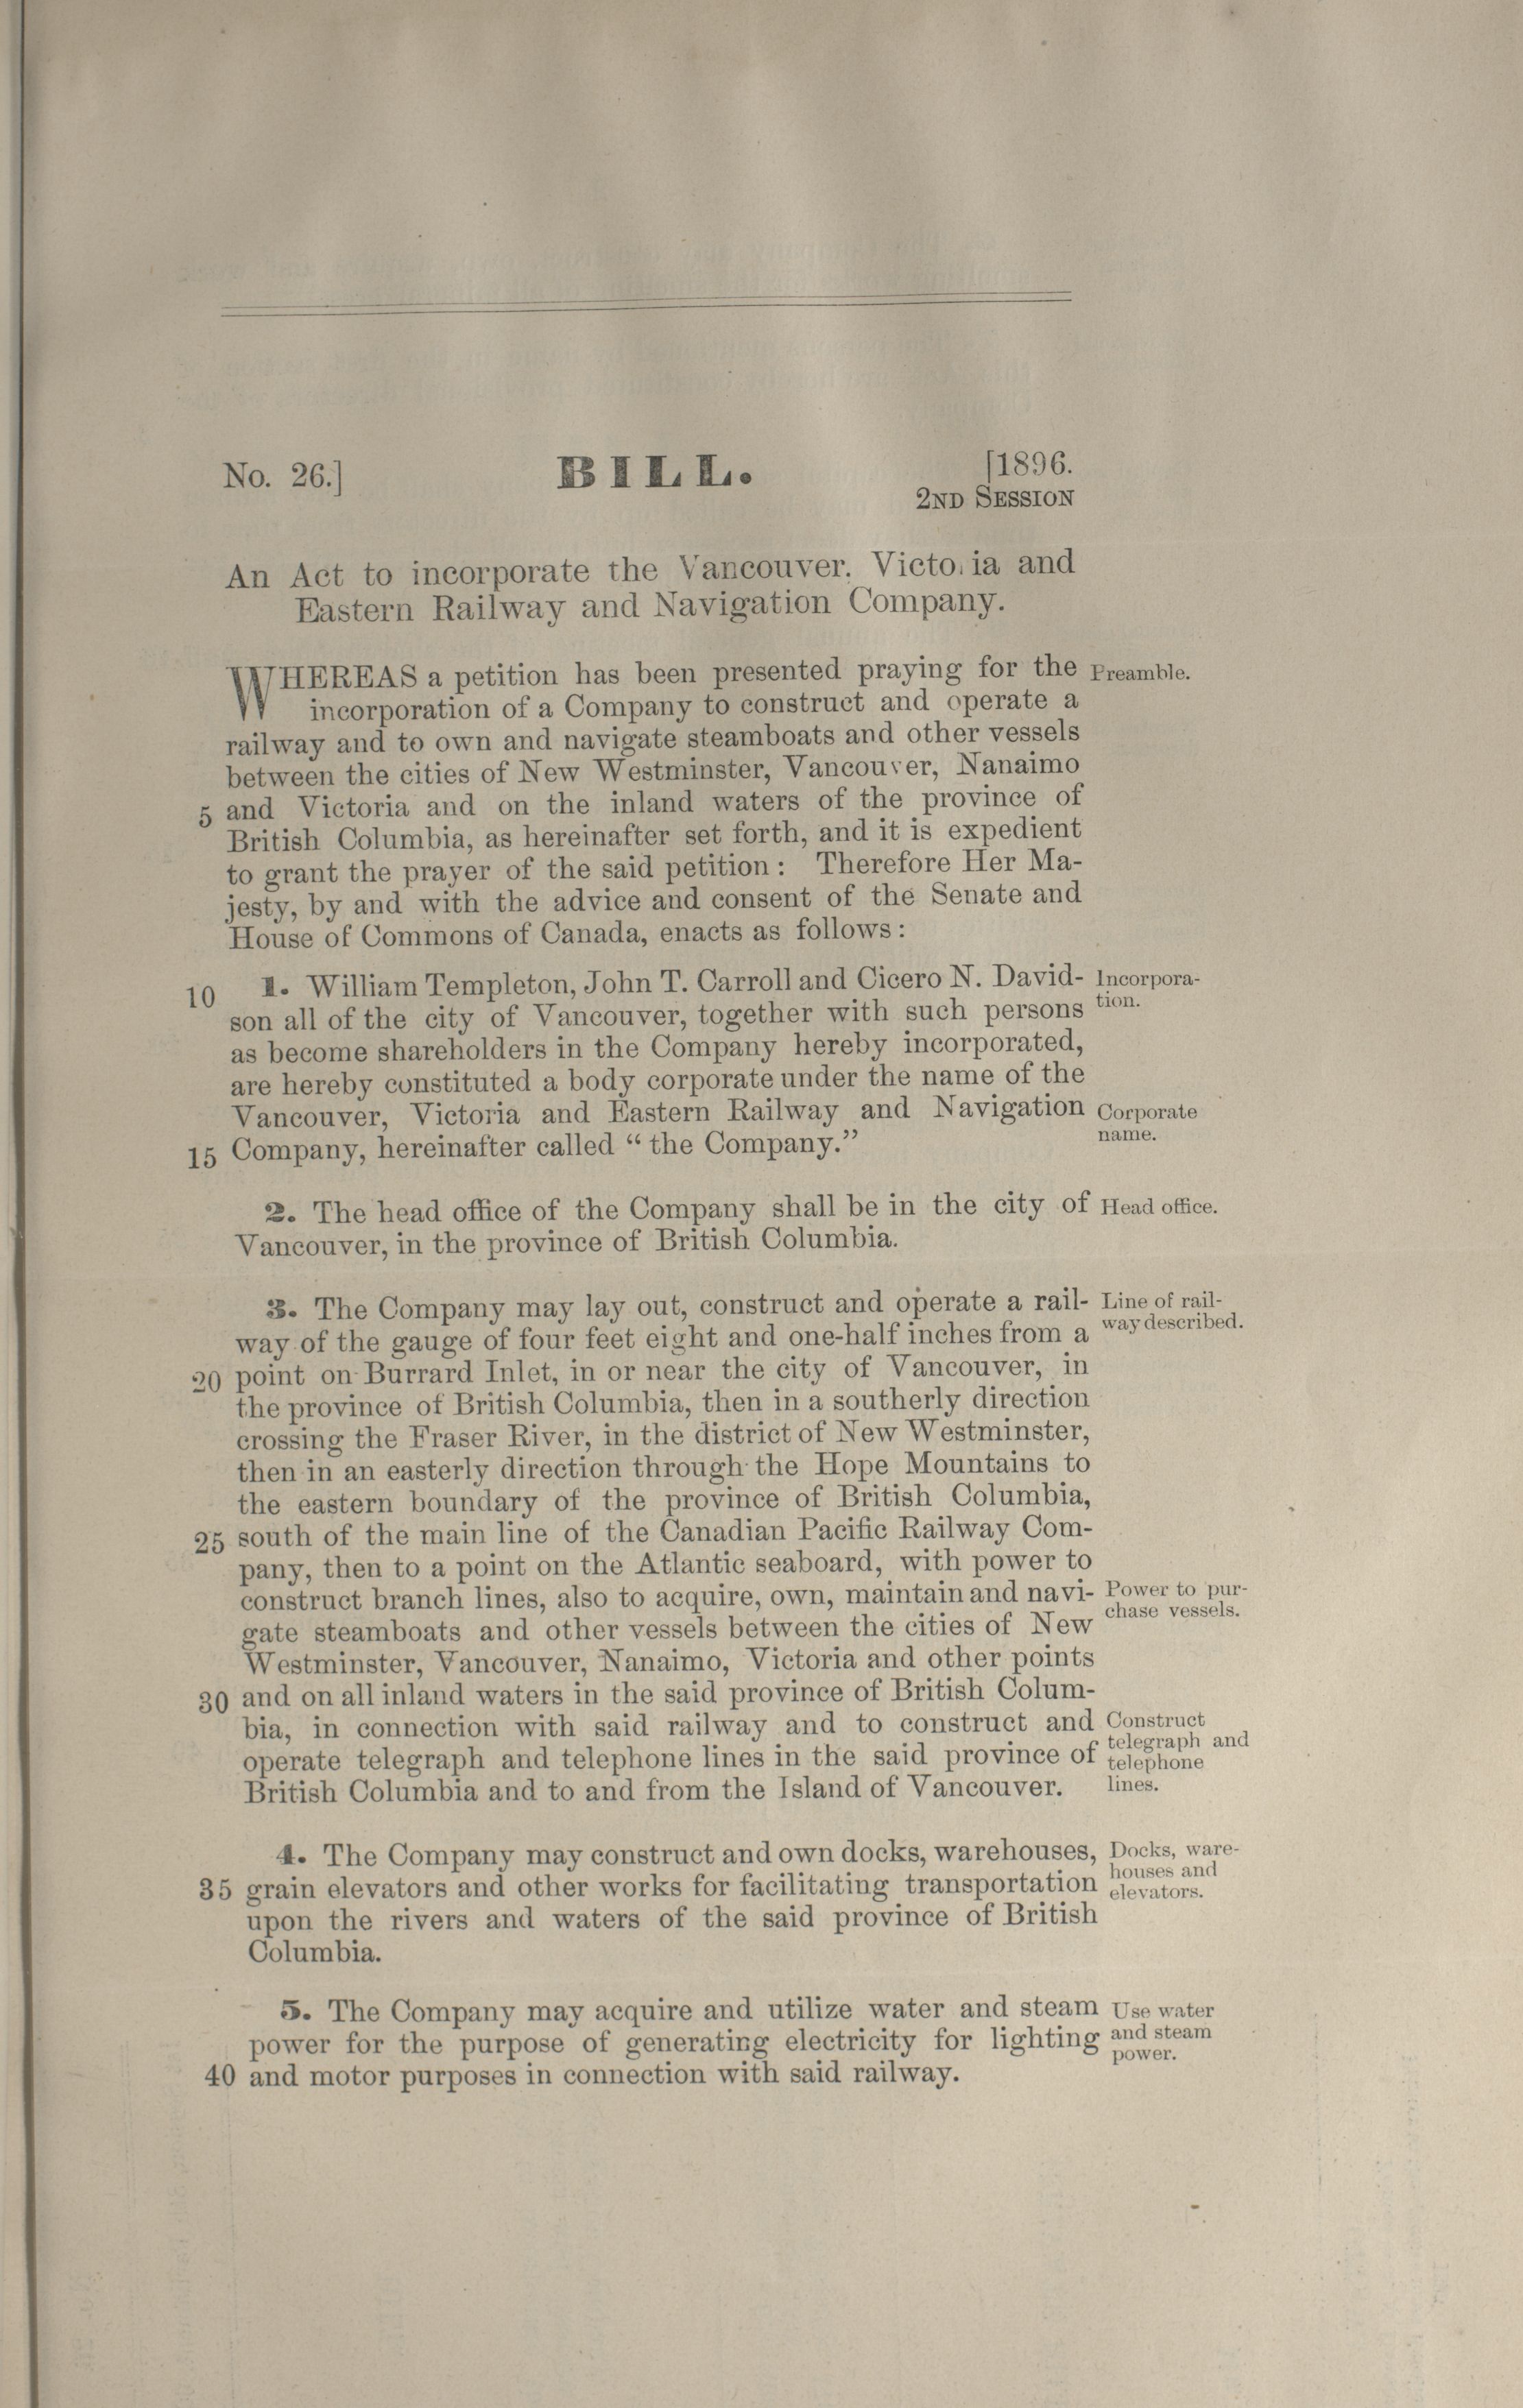 No. 26.] BILL. [1896.
2ND SESSION
An Act to incorporate the Vancouver, Victoria and
Eastern Railway and Navigation Company.
WHEREAS a petition has been presented praying for the Preamble.
incorporation of a Company to construct and operate a
railway and to own and navigate steamboats and other vessels
between the cities of New Westminster, Vancouver, Nanaimo
5 and Victoria and on the inland waters of the province of
British Columbia, as hereinafter set forth, and it is expedient
to grant the prayer of the said petition : Therefore Her Ma-
jesty, by and with the advice and consent of the Senate and
House of Commons of Canada, enacts as follows :
10 1. William Templeton, John T. Carroll and Cicero N. David- Incorpora-
son all of the city of Vancouver, together with such persons tion.
as become shareholders in the Company hereby incorporated,
are hereby constituted a body corporate under the name of the
Vancouver, Victoria and Eastern Railway and Navigation Corporate
15 Company, hereinafter called “ the Company.” name.
2. The head office of the Company shall be in the city of Head office.
Vancouver, in the province of British Columbia.
3. The Company may lay out, construct and operate a rail- Line of rail-
way of the gauge of four feet eight and one-half inches from a way described.
20 point on Burrard Inlet, in or near the city of Vancouver, in
the province of British Columbia, then in a southerly direction
crossing the Fraser River, in the district of New Westminster,
then in an easterly direction through the Hope Mountains to
the eastern boundary of the province of British Columbia,
25 south of the main line of the Canadian Pacific Railway Com-
pany, then to a point on the Atlantic seaboard, with power to
construct branch lines, also to acquire, own, maintain and navi- Power to pur-
gate steamboats and other vessels between the cities of New chase vessels.
Westminster, Vancouver, Nanaimo, Victoria and other points
30 and on all inland waters in the said province of British Colum-
bia, in connection with said railway and to construct and Construct
telegraph and
operate telegraph and telephone lines in the said province of telephone
British Columbia and to and from the Island of Vancouver. lines.
4. The Company may construct and own docks, warehouses, Docks, ware-
houses and
35 grain elevators and other works for facilitating transportation elevators.
upon the rivers and waters of the said province of British
Columbia.
5. The Company may acquire and utilize water and steam Use water
power for the purpose of generating electricity for lighting and steam
power.
40 and motor purposes in connection with said railway.